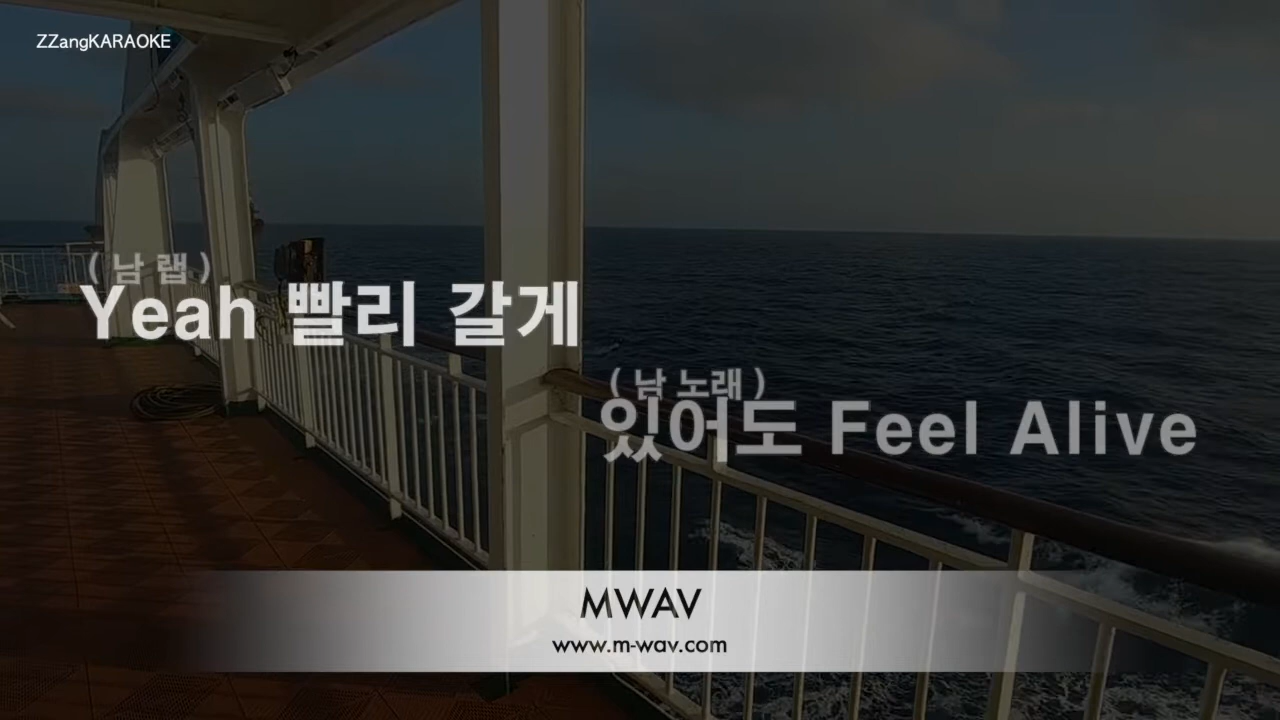 ZZangKARAOKE
( 남 랩 )
Yeah 빨리 갈게
( 남 노래 )
있어도 Feel Alive
MWAV
www.m-wav.com